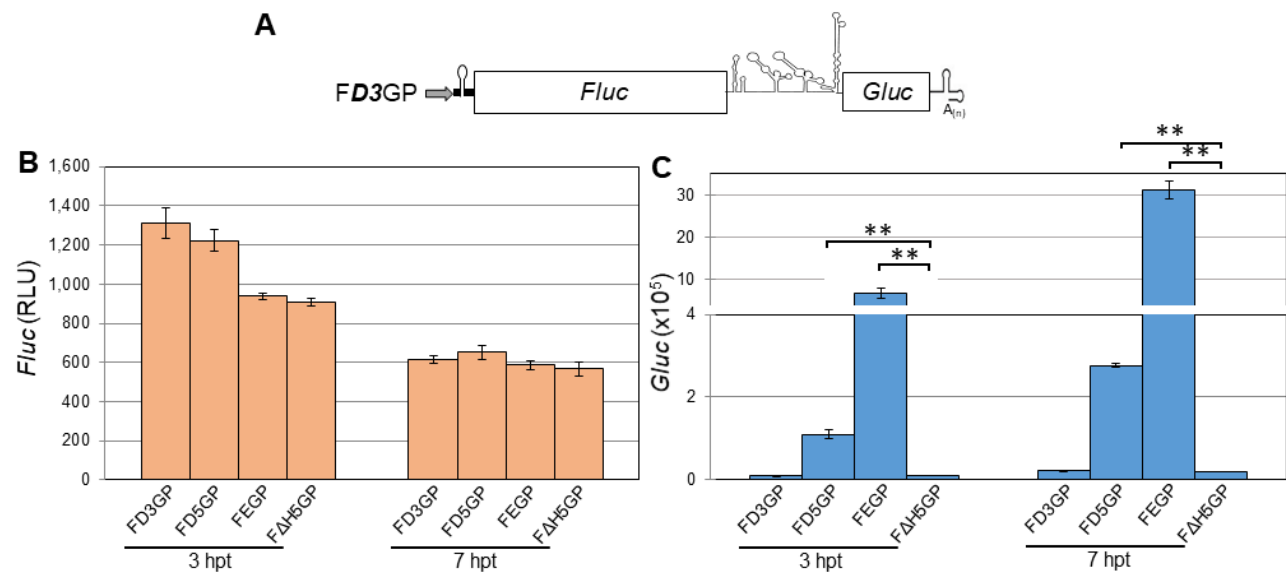 A
FD3GP
Fluc
Gluc
A(n)
B
Fluc (RLU)
1,600
1,400
1,200
1,000
800
600
400
200
0
FD3GP
FD5GP
FEGP
FΔH5GP
FD3GP
FD5GP
FEGP
FΔH5GP
3 hpt
7 hpt
C
Gluc (x10⁵)
30
20
10
4
2
0
**
**
**
**
FD3GP
FD5GP
FEGP
FΔH5GP
FD3GP
FD5GP
FEGP
FΔH5GP
3 hpt
7 hpt